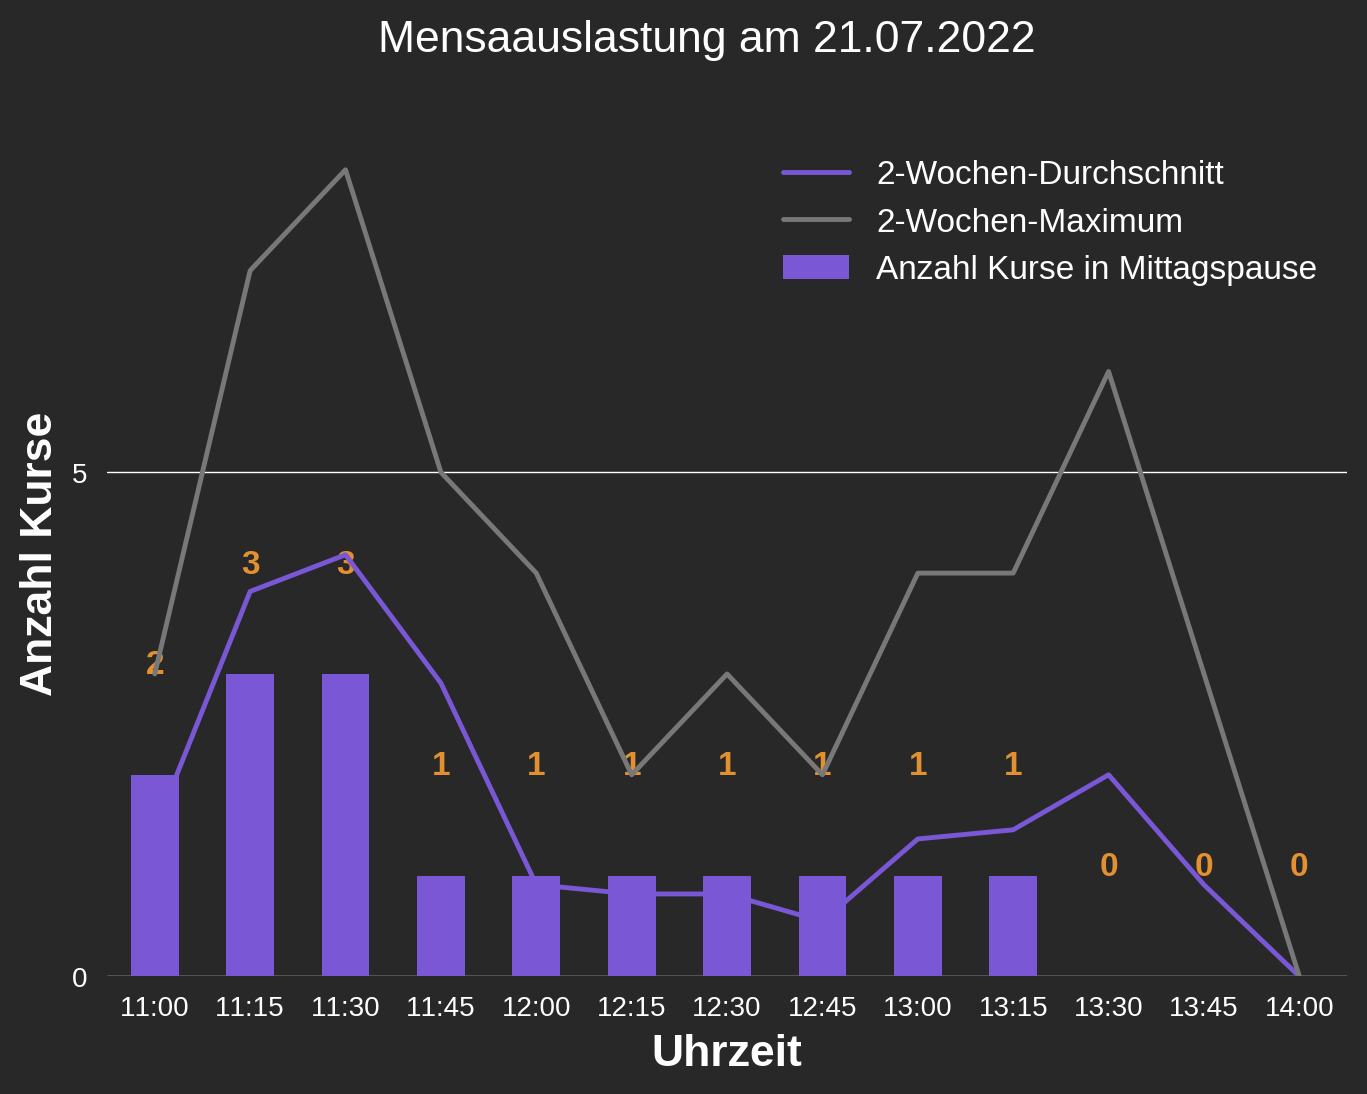 Mensaauslastung am 21.07.2022
2-Wochen-Durchschnitt
2-Wochen-Maximum
Anzahl Kurse in Mittagspause
Anzahl Kurse
5
0
2
3
3
1
1
1
1
1
1
1
0
0
0
11:00 11:15 11:30 11:45 12:00 12:15 12:30 12:45 13:00 13:15 13:30 13:45 14:00
Uhrzeit